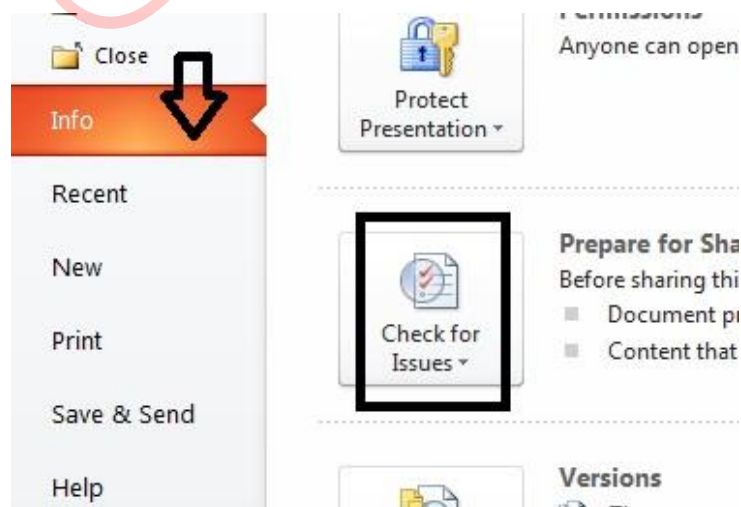 Close
Info
Recent
New
Print
Save & Send
Help
Protect
Presentation
Permissions
Anyone can open
Check for
Issues
Prepare for Sha
Before sharing thi
Document pr
Content that
Versions